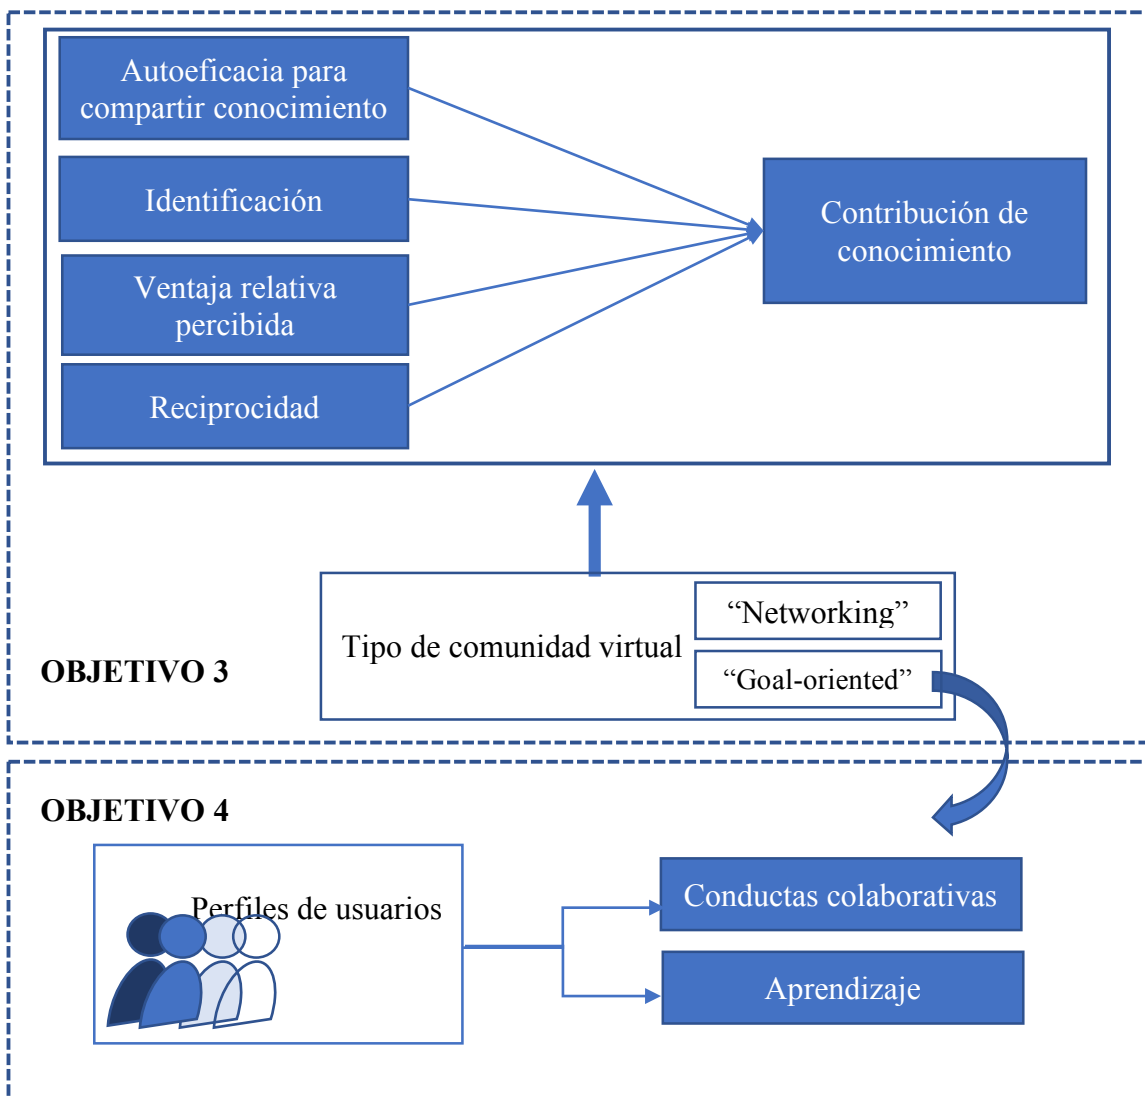 Autoeficacia para
compartir conocimiento
Identificación
Ventaja relativa
percibida
Reciprocidad
Contribución de
conocimiento
“Networking”
Tipo de comunidad virtual
“Goal-oriented”
OBJETIVO 3
OBJETIVO 4
Perfiles de usuarios
Conductas colaborativas
Aprendizaje